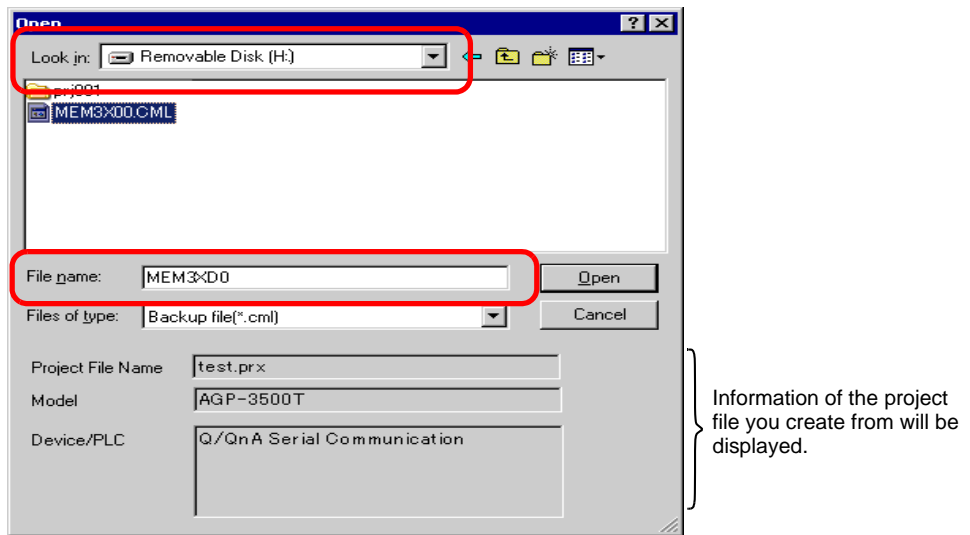 Open
Look in: Removable Disk (H:)
prj001
MEM3X00.CML
File name: MEM3XD0 Open
Files of type: Backup file(*.cml) Cancel
Project File Name test.prx
Model AGP-3500T
Device/PLC Q/QnA Serial Communication
Information of the project
file you create from will be
displayed.